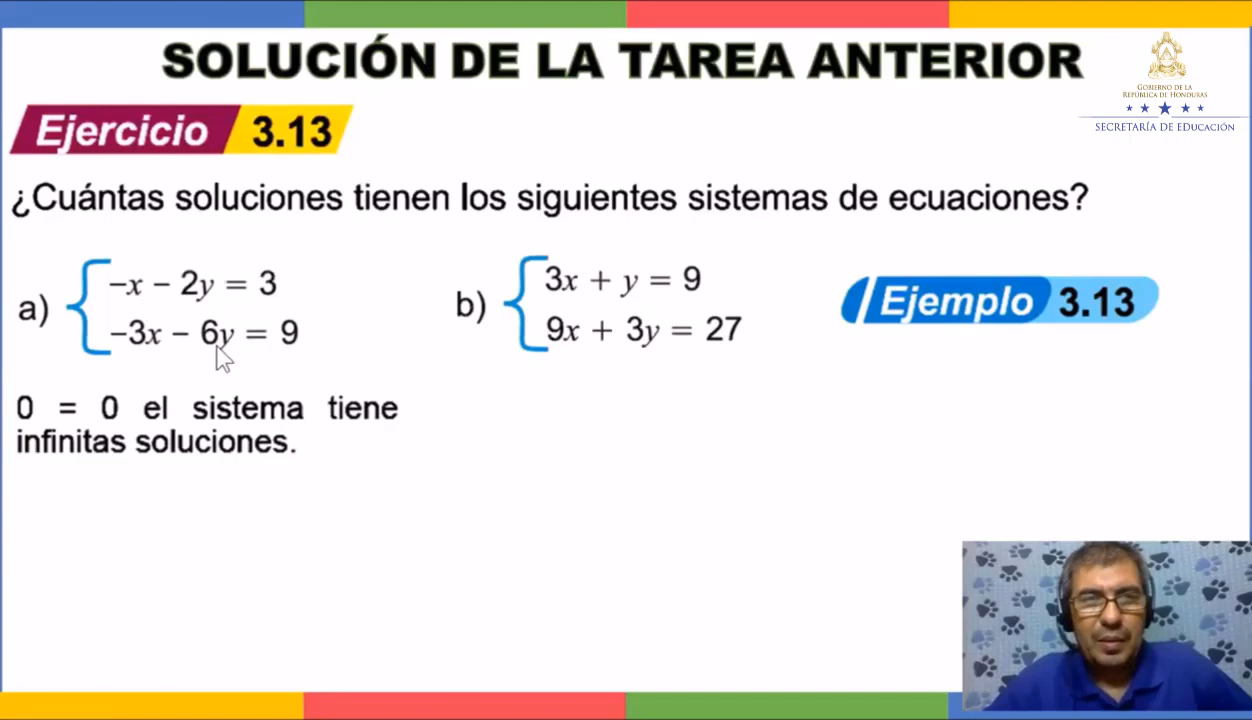 SOLUCIÓN DE LA TAREA ANTERIOR
GOBIERNO DE LA
REPÚBLICA DE HONDURAS
SECRETARÍA DE EDUCACIÓN
Ejercicio 3.13
¿Cuántas soluciones tienen los siguientes sistemas de ecuaciones?
a) −x − 2y = 3
−3x − 6y = 9
b) 3x + y = 9
9x + 3y = 27
Ejemplo 3.13
0 = 0 el sistema tiene
infinitas soluciones.